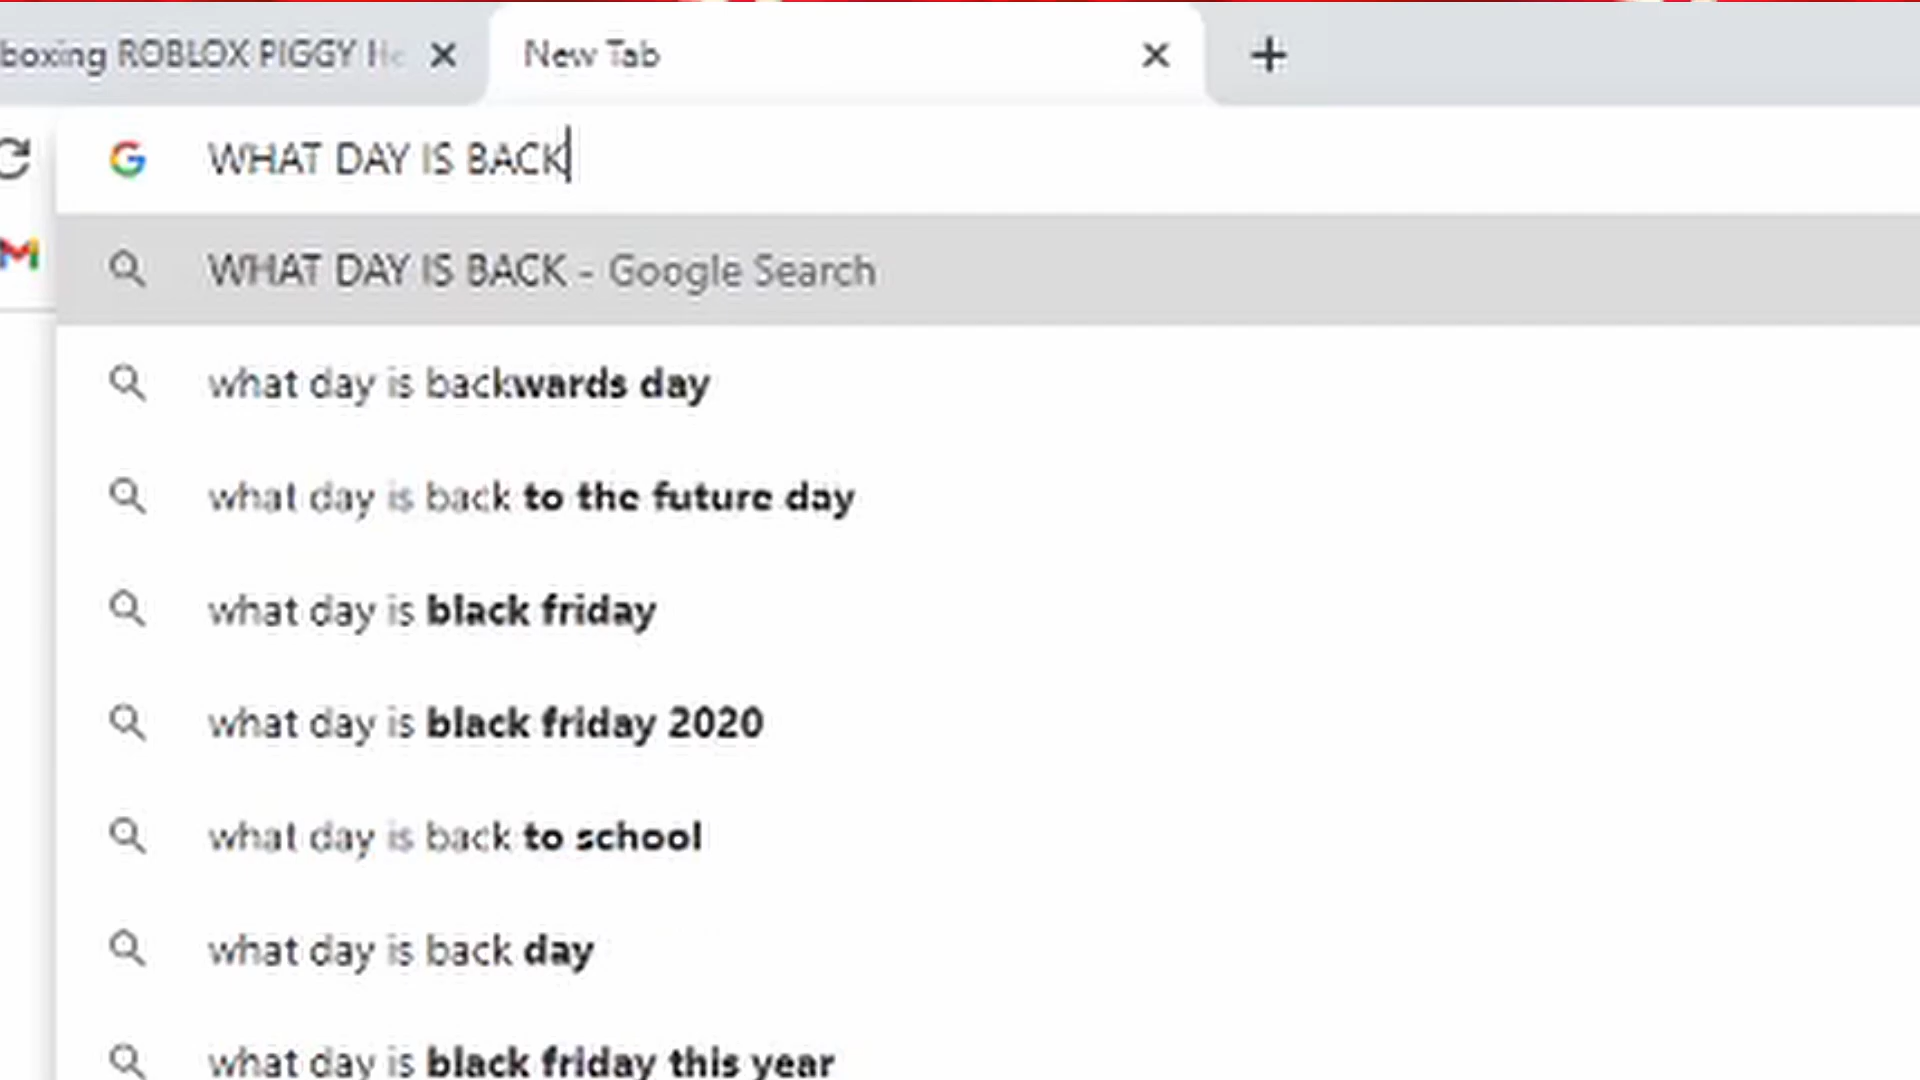 boxing ROBLOX PIGGY He
New Tab
WHAT DAY IS BACK
WHAT DAY IS BACK - Google Search
what day is backwards day
what day is back to the future day
what day is black friday
what day is black friday 2020
what day is back to school
what day is back day
what day is black friday this year